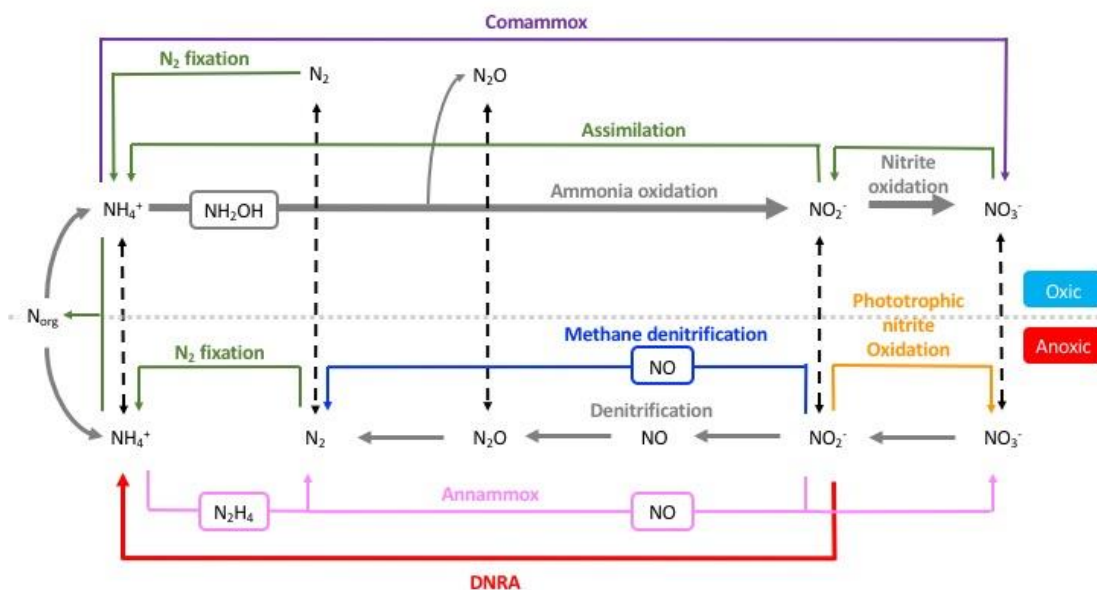 Comammox
N₂ fixation
N₂
N₂O
Assimilation
Nitrite
oxidation
Ammonia oxidation
NH₄⁺
NH₂OH
NO₂⁻
NO₃⁻
Oxic
Norg
Phototrophic
nitrite
Oxidation
Methane denitrification
Anoxic
N₂ fixation
NO
Denitrification
NH₄⁺
N₂
N₂O
NO
NO₂⁻
NO₃⁻
Annammox
N₂H₄
NO
DNRA